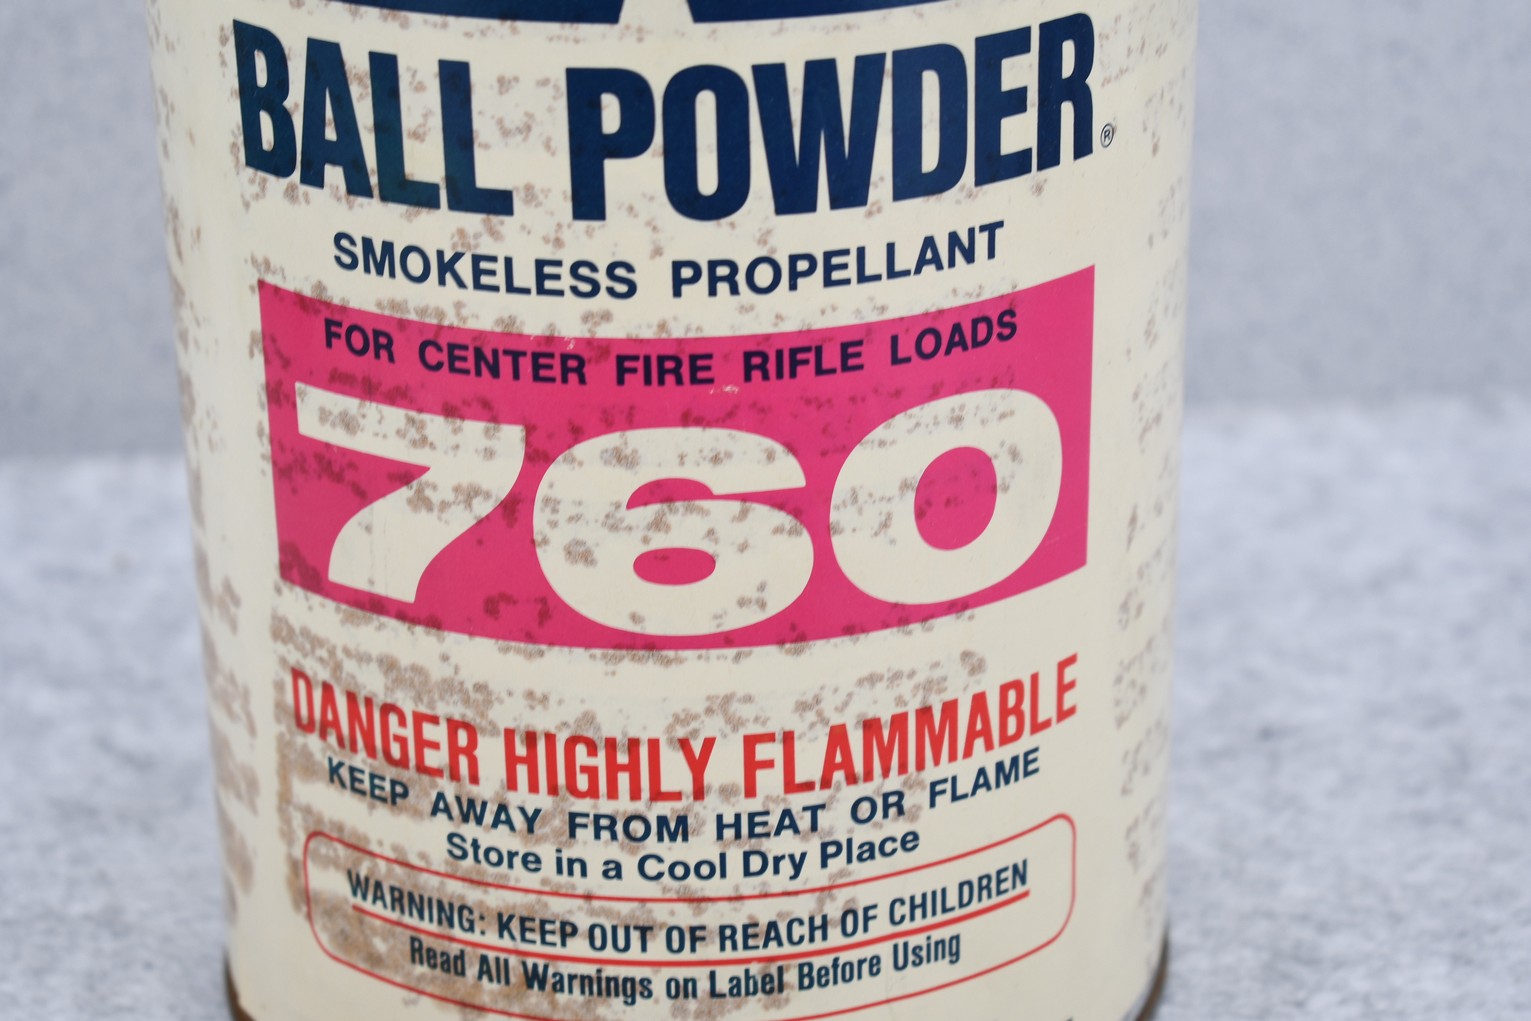 BALL POWDER®
SMOKELESS PROPELLANT
FOR CENTER FIRE RIFLE LOADS
760
DANGER HIGHLY FLAMMABLE
KEEP AWAY FROM HEAT OR FLAME
Store in a Cool Dry Place
WARNING: KEEP OUT OF REACH OF CHILDREN
Read All Warnings on Label Before Using